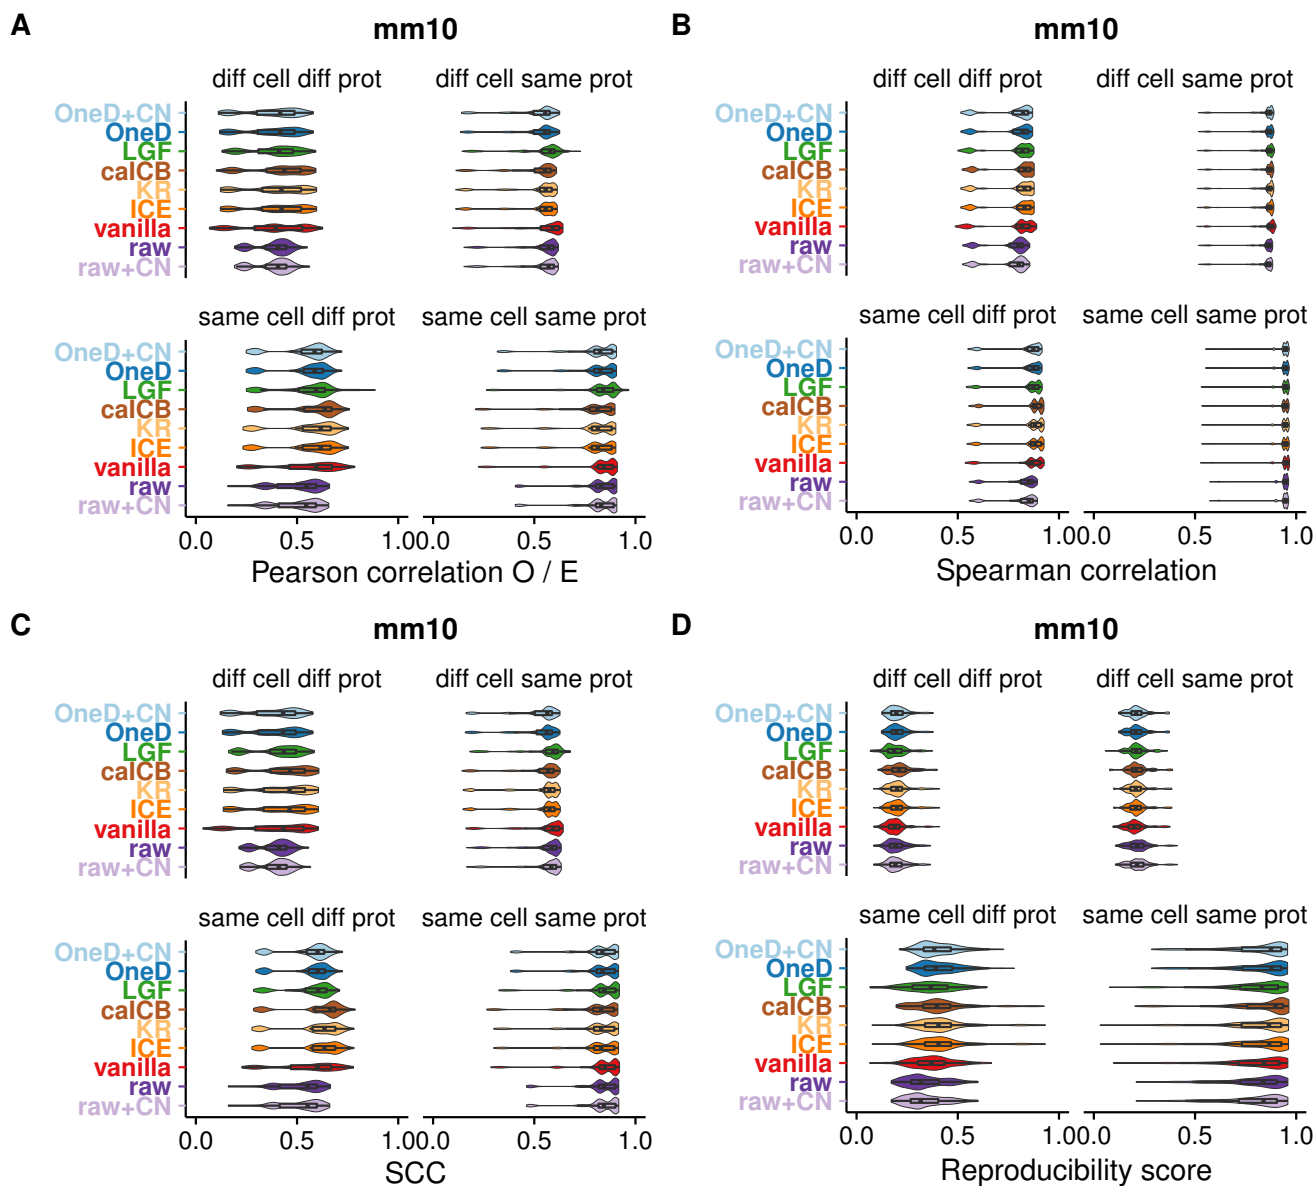 A
mm10
diff cell diff prot
diff cell same prot
OneD+CN
OneD
LGF
calCB
KR
ICE
vanilla
raw
raw+CN
same cell diff prot
same cell same prot
OneD+CN
OneD
LGF
calCB
KR
ICE
vanilla
raw
raw+CN
0.0 0.5 1.0 0.0 0.5 1.0
Pearson correlation O / E
B
mm10
diff cell diff prot
diff cell same prot
OneD+CN
OneD
LGF
calCB
KR
ICE
vanilla
raw
raw+CN
same cell diff prot
same cell same prot
OneD+CN
OneD
LGF
calCB
KR
ICE
vanilla
raw
raw+CN
0.0 0.5 1.0 0.0 0.5 1.0
Spearman correlation
C
mm10
diff cell diff prot
diff cell same prot
OneD+CN
OneD
LGF
calCB
KR
ICE
vanilla
raw
raw+CN
same cell diff prot
same cell same prot
OneD+CN
OneD
LGF
calCB
KR
ICE
vanilla
raw
raw+CN
0.0 0.5 1.0 0.0 0.5 1.0
SCC
D
mm10
diff cell diff prot
diff cell same prot
OneD+CN
OneD
LGF
calCB
KR
ICE
vanilla
raw
raw+CN
same cell diff prot
same cell same prot
OneD+CN
OneD
LGF
calCB
KR
ICE
vanilla
raw
raw+CN
0.0 0.5 1.0 0.0 0.5 1.0
Reproducibility score